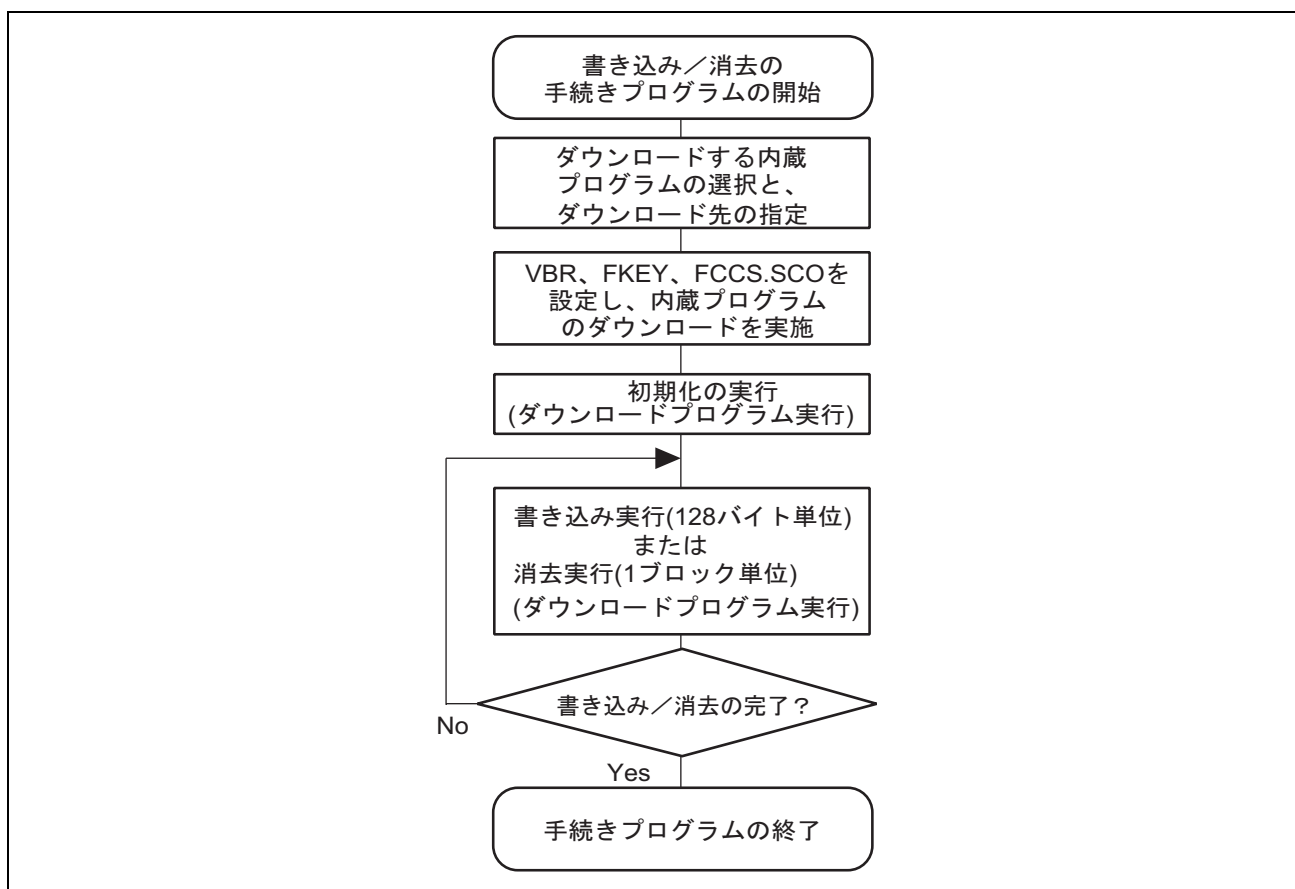 書き込み／消去の
手続きプログラムの開始
ダウンロードする内蔵
プログラムの選択と、
ダウンロード先の指定
VBR、FKEY、FCCS.SCOを
設定し、内蔵プログラム
のダウンロードを実施
初期化の実行
(ダウンロードプログラム実行)
書き込み実行(128バイト単位)
または
消去実行(1ブロック単位)
(ダウンロードプログラム実行)
書き込み／消去の完了？
No
Yes
手続きプログラムの終了